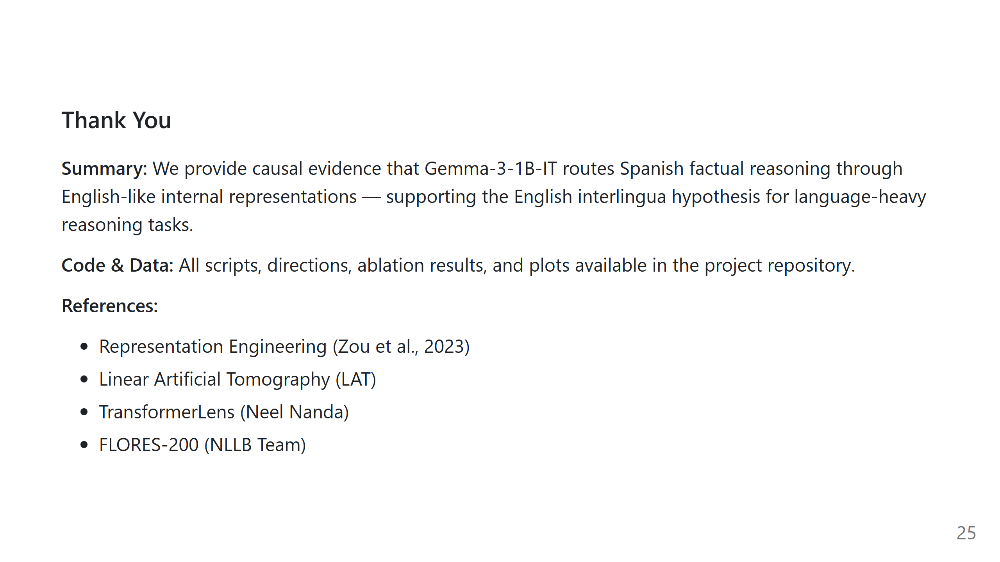 Thank You
Summary: We provide causal evidence that Gemma-3-1B-IT routes Spanish factual reasoning through
English-like internal representations — supporting the English interlingua hypothesis for language-heavy
reasoning tasks.
Code & Data: All scripts, directions, ablation results, and plots available in the project repository.
References:
• Representation Engineering (Zou et al., 2023)
• Linear Artificial Tomography (LAT)
• TransformerLens (Neel Nanda)
• FLORES-200 (NLLB Team)
25